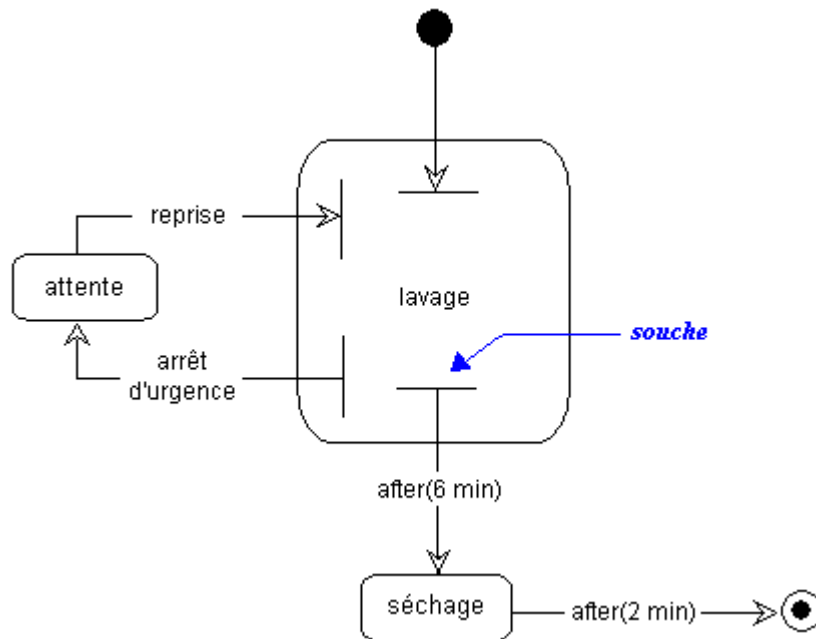 reprise
attente
lavage
souche
arrêt
d'urgence
after(6 min)
séchage
after(2 min)